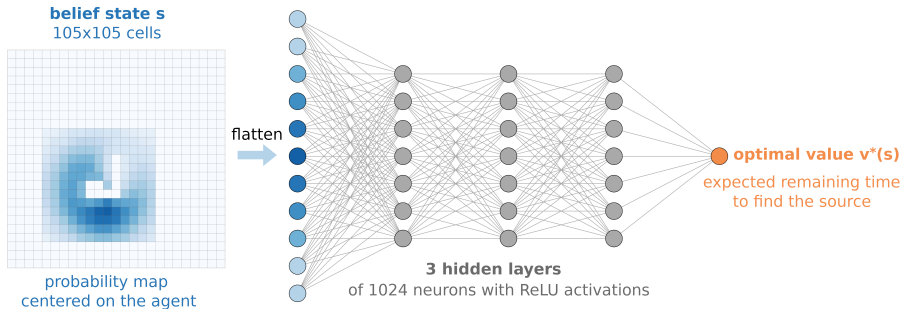 belief state s
105x105 cells
flatten
optimal value v*(s)
expected remaining time
to find the source
3 hidden layers
of 1024 neurons with ReLU activations
probability map
centered on the agent